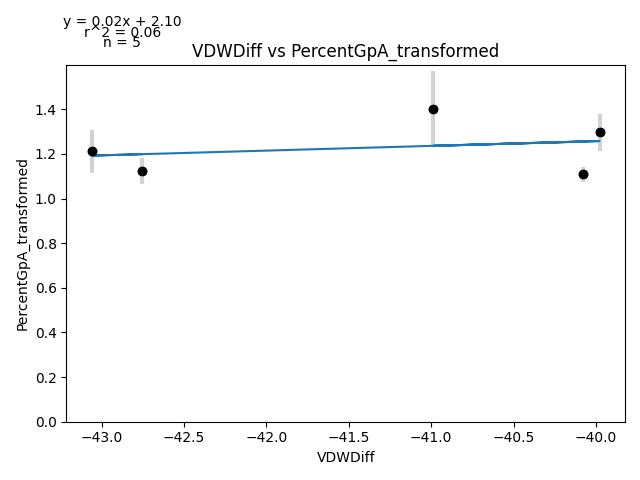 y = 0.02x + 2.10
r^2 = 0.06
n = 5
VDWDiff vs PercentGpA_transformed
PercentGpA_transformed
1.4
1.2
1.0
0.8
0.6
0.4
0.2
0.0
−43.0 −42.5 −42.0 −41.5 −41.0 −40.5 −40.0
VDWDiff